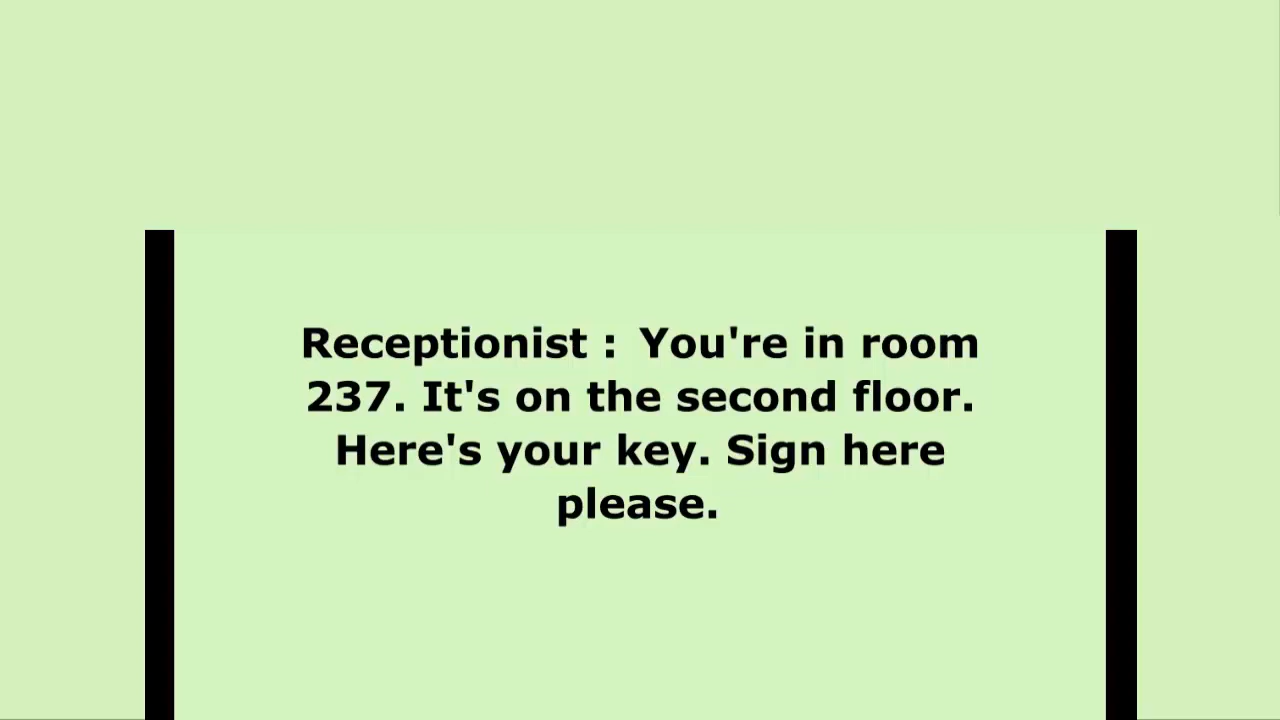 Receptionist : You're in room
237. It's on the second floor.
Here's your key. Sign here
please.